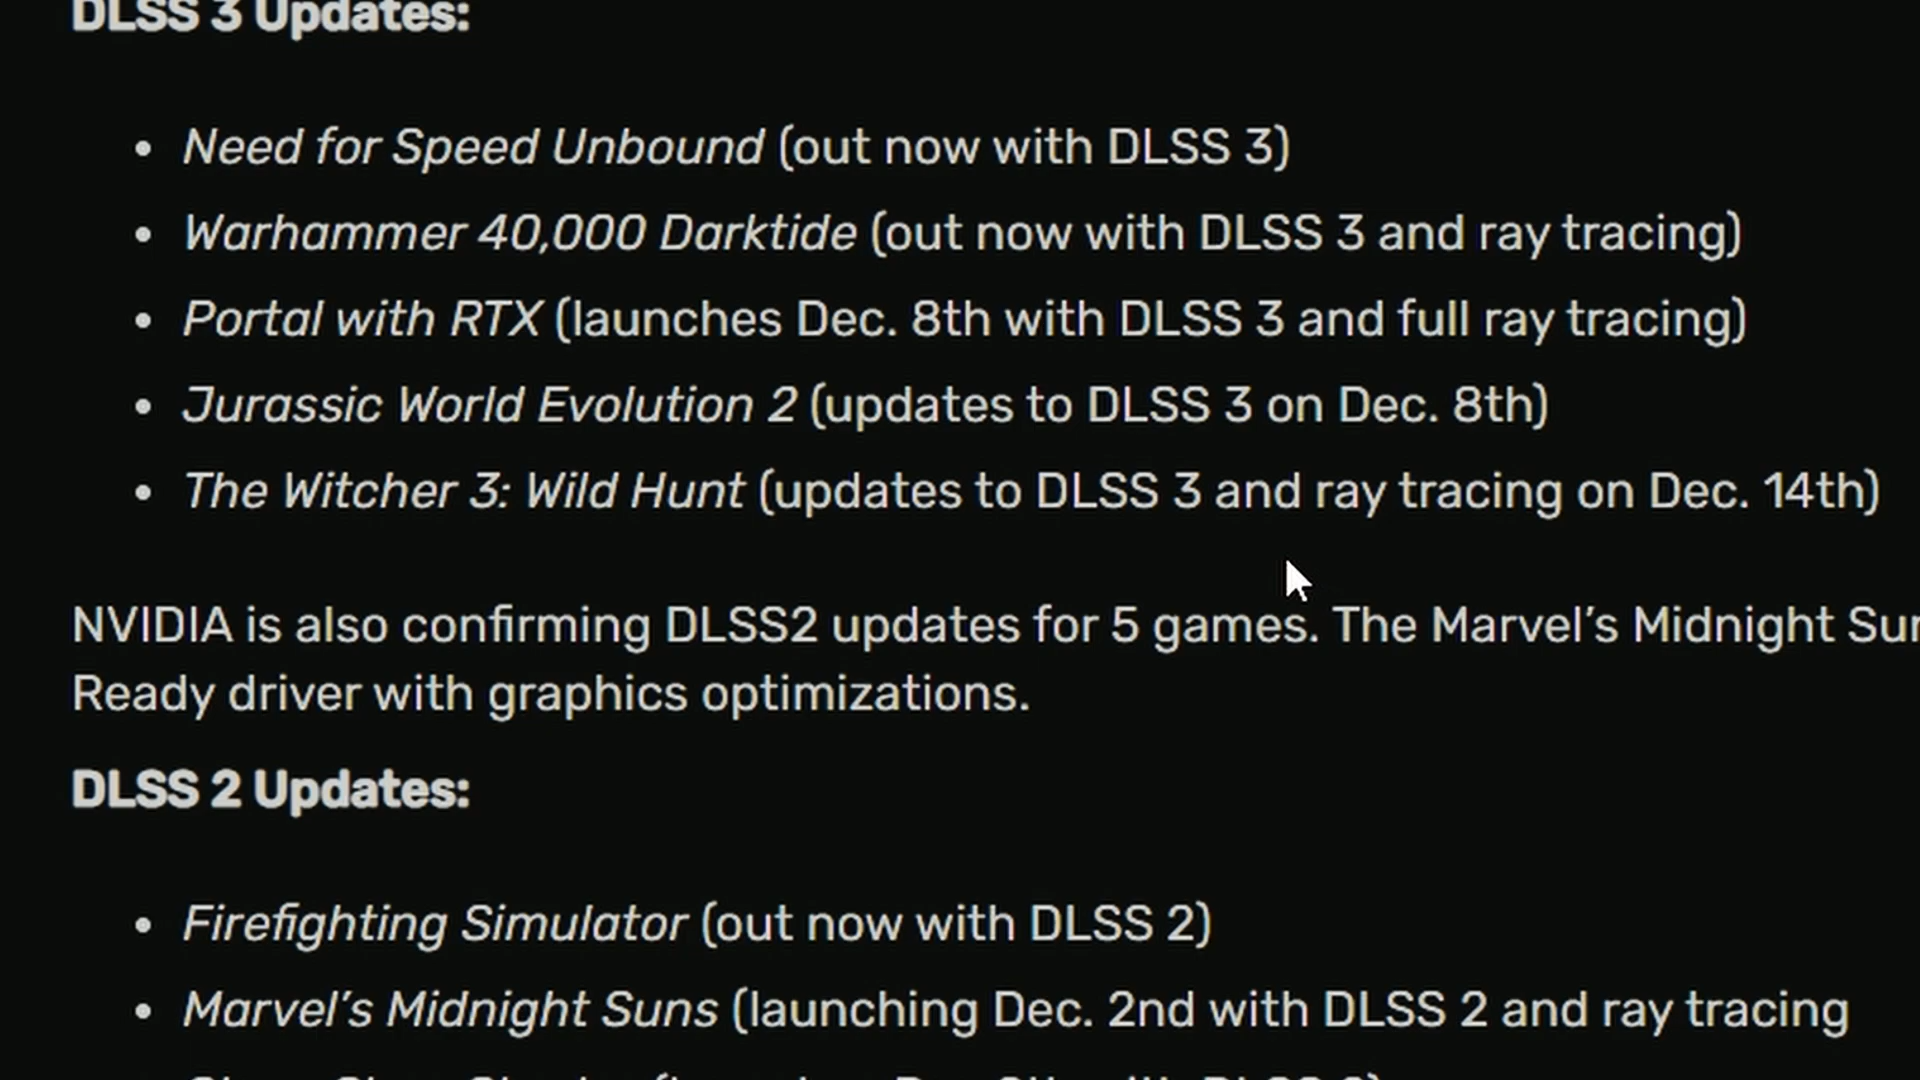 DLSS 3 Updates:
• Need for Speed Unbound (out now with DLSS 3)
• Warhammer 40,000 Darktide (out now with DLSS 3 and ray tracing)
• Portal with RTX (launches Dec. 8th with DLSS 3 and full ray tracing)
• Jurassic World Evolution 2 (updates to DLSS 3 on Dec. 8th)
• The Witcher 3: Wild Hunt (updates to DLSS 3 and ray tracing on Dec. 14th)
NVIDIA is also confirming DLSS2 updates for 5 games. The Marvel’s Midnight
Ready driver with graphics optimizations.
DLSS 2 Updates:
• Firefighting Simulator (out now with DLSS 2)
• Marvel’s Midnight Suns (launching Dec. 2nd with DLSS 2 and ray tracing